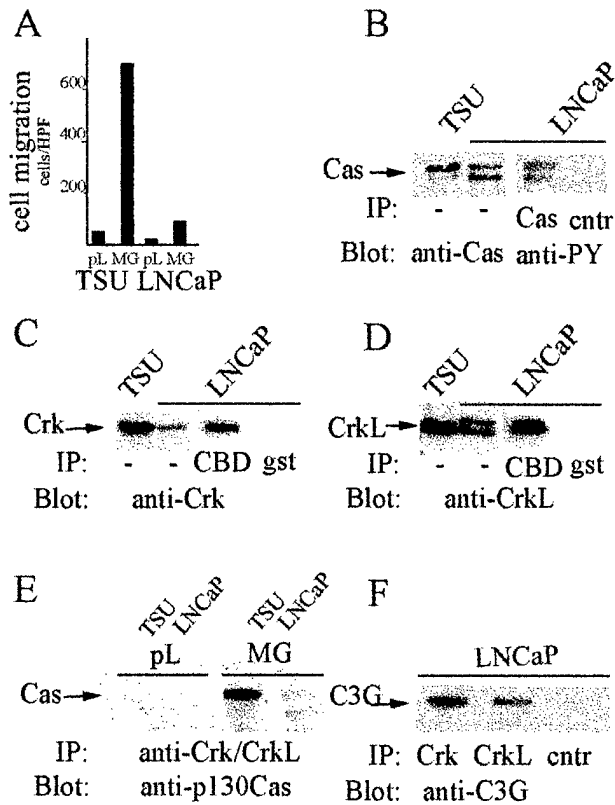 A
cell migration
cells/HPF
600
400
200
pL MG pL MG
TSU LNCaP
B
TSU LNCaP
Cas
IP: - - Cas cntr
Blot: anti-Cas anti-PY
C
TSU LNCaP
Crk
IP: - - CBD gst
Blot: anti-Crk
D
TSU LNCaP
CrkL
IP: - - CBD gst
Blot: anti-CrkL
E
TSU LNCaP TSU LNCaP
pL MG
Cas
IP: anti-Crk/CrkL
Blot: anti-p130Cas
F
LNCaP
C3G
IP: Crk CrkL cntr
Blot: anti-C3G